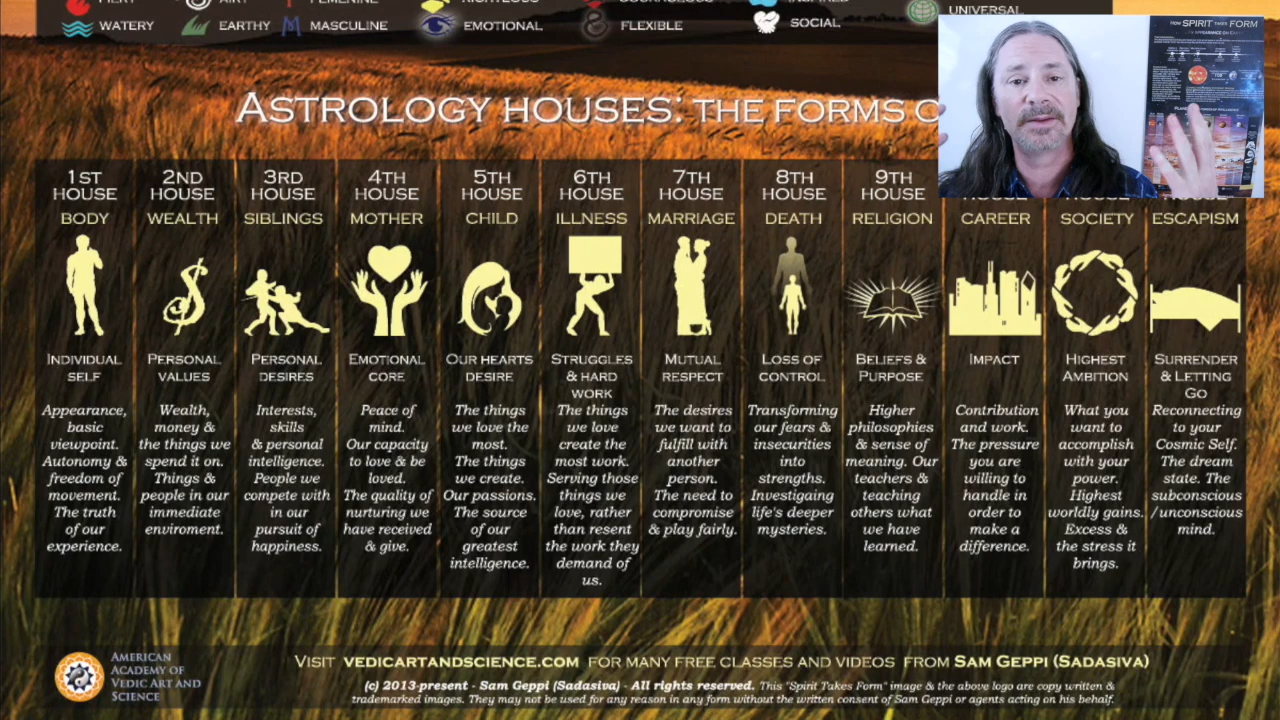 WATERY
EARTHY
MASCULINE
EMOTIONAL
FLEXIBLE
SOCIAL
UNIVERSAL
HOW SPIRIT TAKES FORM
ASTROLOGY HOUSES: THE FORMS
1ST HOUSE
BODY
INDIVIDUAL
SELF
Appearance,
basic
viewpoint.
Autonomy &
freedom of
movement.
The truth
of our
experience.
2ND HOUSE
WEALTH
PERSONAL
VALUES
Wealth,
money &
the things we
spend it on.
Things &
people in our
immediate
enviroment.
3RD HOUSE
SIBLINGS
PERSONAL
DESIRES
Interests,
skills
& personal
intelligence.
People we
compete with
in our
pursuit of
happiness.
4TH HOUSE
MOTHER
EMOTIONAL
CORE
Peace of
mind.
Our capacity
to love & be
loved.
The quality of
nurturing we
have received
& give.
5TH HOUSE
CHILD
OUR HEARTS
DESIRE
The things
we love the
most.
The things
we create.
Our passions.
The source
of our
greatest
intelligence.
6TH HOUSE
ILLNESS
STRUGGLES
& HARD
WORK
The things
we love
create the
most work.
Serving those
things we
love, rather
than resent
the work they
demand of
us.
7TH HOUSE
MARRIAGE
MUTUAL
RESPECT
The desires
we want to
fulfill with
another
person.
The need to
compromise
& play fairly.
8TH HOUSE
DEATH
LOSS OF
CONTROL
Transforming
our fears &
insecurities
into
strengths.
Investigaing
life's deeper
mysteries.
9TH HOUSE
RELIGION
BELIEFS &
PURPOSE
Higher
philosophies
& sense of
meaning. Our
teachers &
teaching
others what
we have
learned.
CAREER
IMPACT
Contribution
and work.
The pressure
you are
willing to
handle in
order to
make a
difference.
SOCIETY
HIGHEST
AMBITION
What you
want to
accomplish
with your
power.
Highest
worldly gains.
Excess &
the stress it
brings.
ESCAPISM
SURRENDER
& LETTING
GO
Reconnecting
to your
Cosmic Self.
The dream
state. The
subconscious
/unconscious
mind.
AMERICAN
ACADEMY OF
VEDIC ART AND
SCIENCE
VISIT VEDICARTANDSCIENCE.COM FOR MANY FREE CLASSES AND VIDEOS FROM SAM GEPPI (SADASIVA)
(c) 2013-present - Sam Geppi (Sadasiva) - All rights reserved. This "Spirit Takes Form" image & the above logo are copy written &
trademarked images. They may not be used for any reason in any form without the written consent of Sam Geppi or agents acting on his behalf.